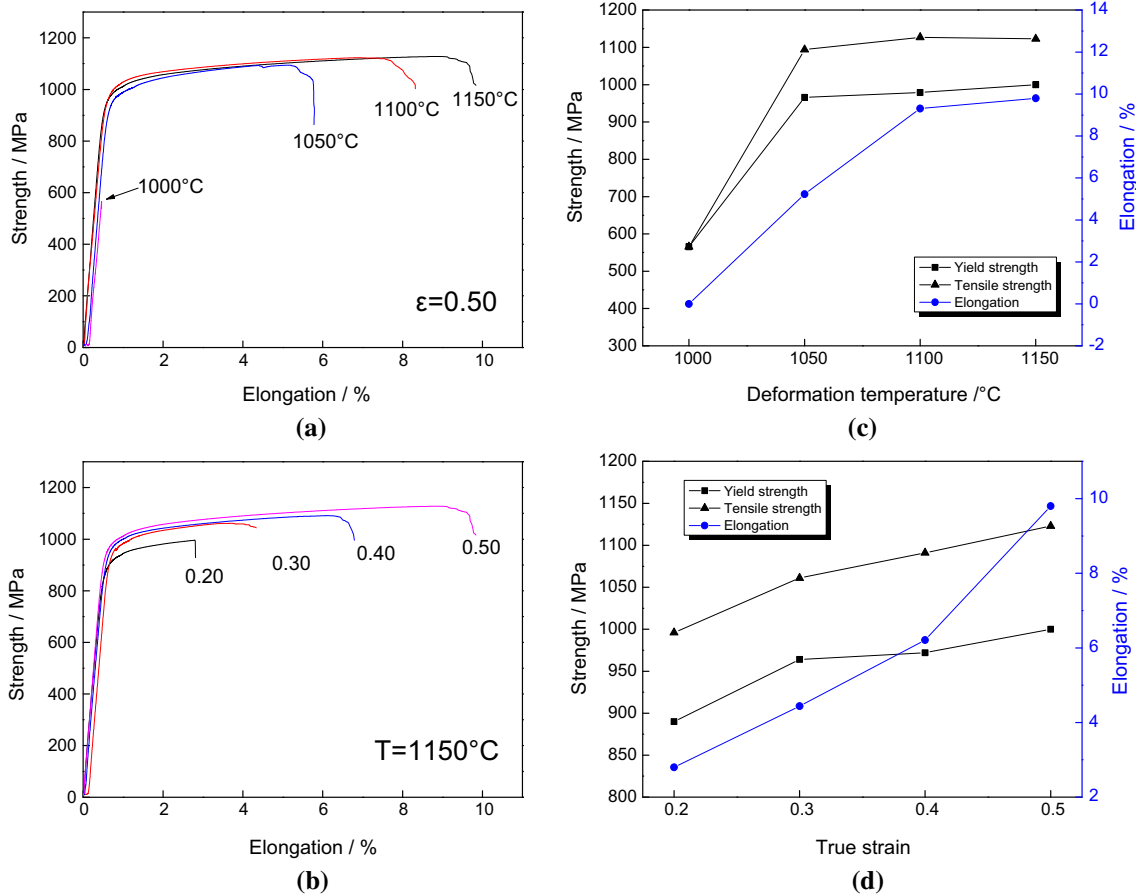 1200
1000
800
600
400
200
0
Strength / MPa
0 2 4 6 8 10
Elongation / %
1000°C
1050°C
1100°C
1150°C
ε=0.50
(a)
1200
1100
1000
900
800
700
600
500
400
300
Strength / MPa
1000 1050 1100 1150
Deformation temperature /°C
14
12
10
8
6
4
2
0
-2
Elongation / %
Yield strength
Tensile strength
Elongation
(c)
1200
1000
800
600
400
200
0
Strength / MPa
0 2 4 6 8 10
Elongation / %
0.20
0.30
0.40
0.50
T=1150°C
(b)
1200
1150
1100
1050
1000
950
900
850
800
Strength / MPa
0.2 0.3 0.4 0.5
True strain
10
8
6
4
2
Elongation / %
Yield strength
Tensile strength
Elongation
(d)